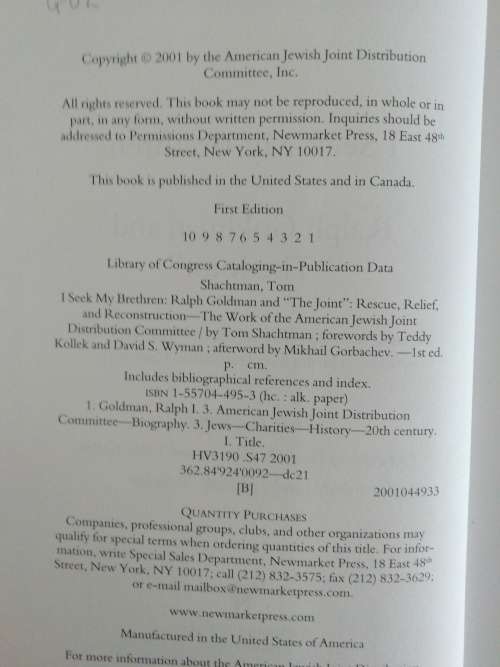 Copyright © 2001 by the American Jewish Joint Distribution
Committee, Inc.
All rights reserved. This book may not be reproduced, in whole or in
part, in any form, without written permission. Inquiries should be
addressed to Permissions Department, Newmarket Press, 18 East 48th
Street, New York, NY 10017.
This book is published in the United States and in Canada.
First Edition
10 9 8 7 6 5 4 3 2 1
Library of Congress Cataloging-in-Publication Data
Shachtman, Tom
I Seek My Brethren: Ralph Goldman and “The Joint”: Rescue, Relief,
and Reconstruction—The Work of the American Jewish Joint
Distribution Committee / by Tom Shachtman ; forewords by Teddy
Kollek and David S. Wyman ; afterword by Mikhail Gorbachev. —1st ed.
p. cm.
Includes bibliographical references and index.
ISBN 1-55704-495-3 (hc. : alk. paper)
1. Goldman, Ralph I. 3. American Jewish Joint Distribution
Committee—Biography. 3. Jews—Charities—History—20th century.
I. Title.
HV3190 .S47 2001
362.84'924'0092—dc21
[B] 2001044933
QUANTITY PURCHASES
Companies, professional groups, clubs, and other organizations may
qualify for special terms when ordering quantities of this title. For infor-
mation, write Special Sales Department, Newmarket Press, 18 East 48th
Street, New York, NY 10017; call (212) 832-3575; fax (212) 832-3629;
or e-mail mailbox@newmarketpress.com.
www.newmarketpress.com
Manufactured in the United States of America
For more information about the American Jewish Joint